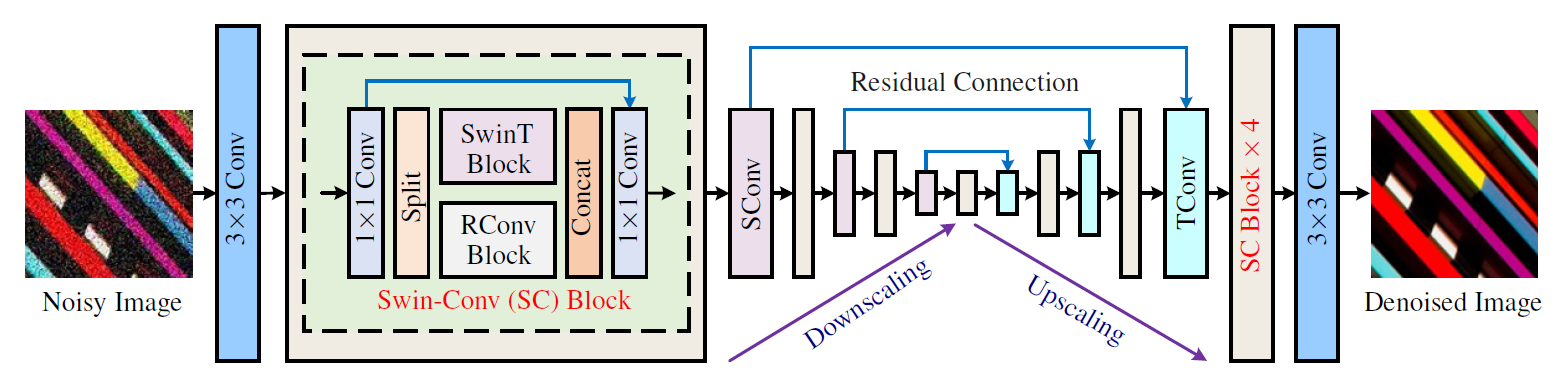 Noisy Image
3×3 Conv
1×1 Conv
Split
SwinT
Block
RConv
Block
Concat
1×1 Conv
Swin-Conv (SC) Block
SConv
Residual Connection
Downscaling
Upscaling
TConv
SC Block × 4
3×3 Conv
Denoised Image